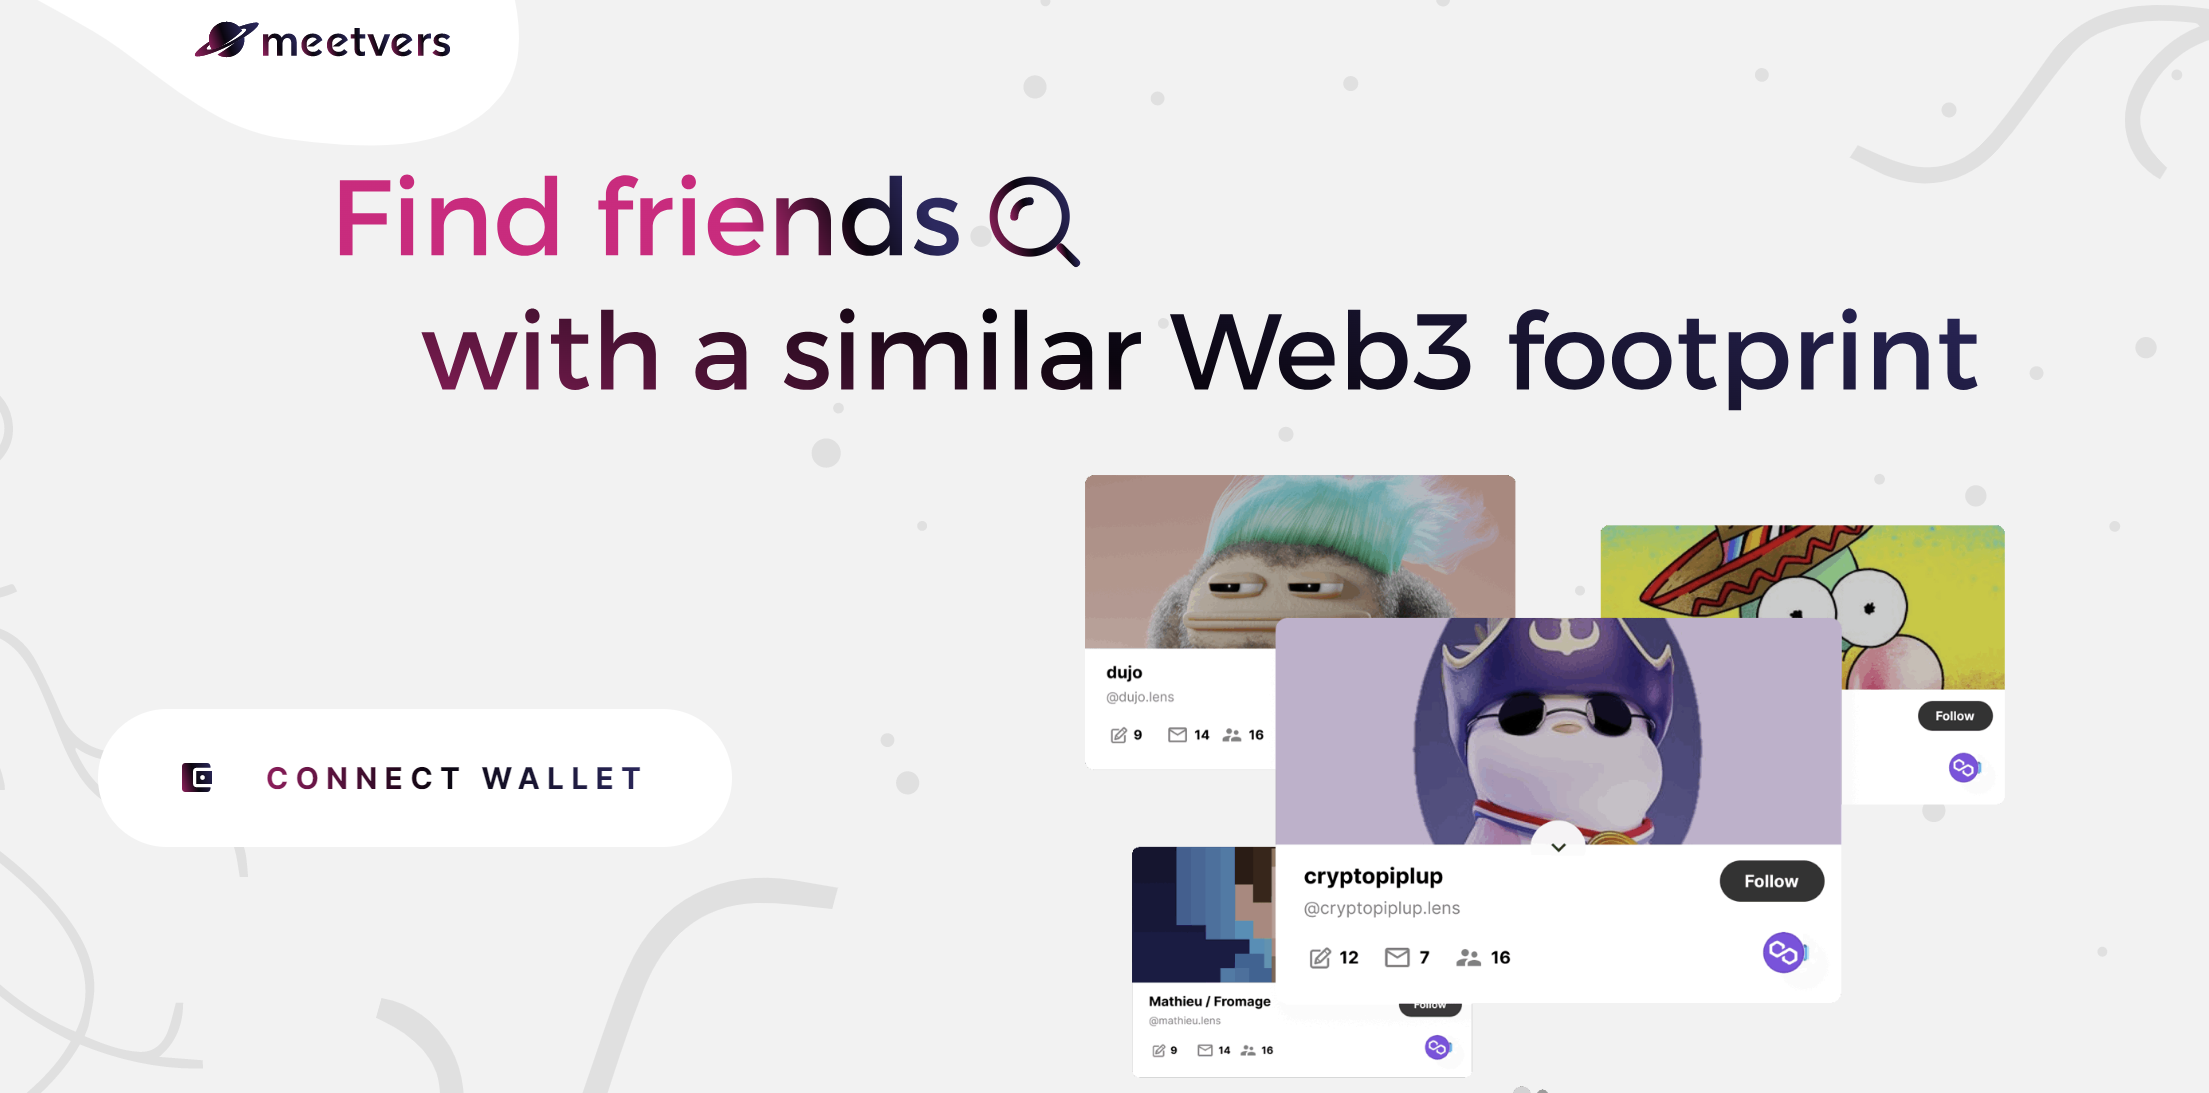 meetvers
Find friends
with a similar Web3 footprint
CONNECT WALLET
dujo
@dujo.lens
9 14 16
Follow
cryptopiplup
@cryptopiplup.lens
Follow
12 7 16
Mathieu / Fromage
@mathieu.lens
Follow
9 14 16